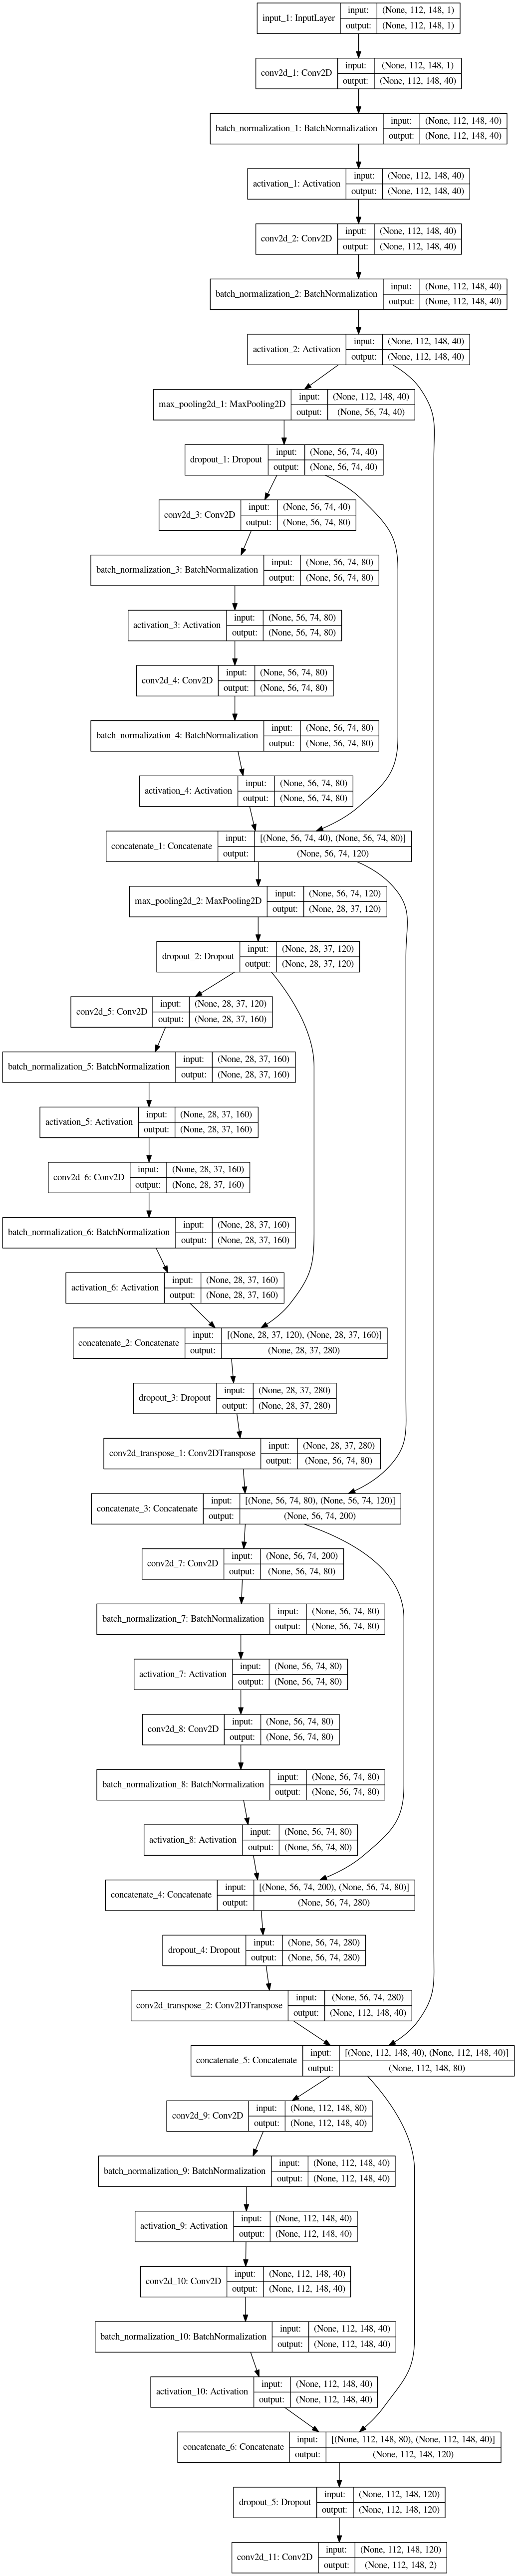 input_1: InputLayer input: (None, 112, 148, 1)
output: (None, 112, 148, 1)
conv2d_1: Conv2D input: (None, 112, 148, 1)
output: (None, 112, 148, 40)
batch_normalization_1: BatchNormalization input: (None, 112, 148, 40)
output: (None, 112, 148, 40)
activation_1: Activation input: (None, 112, 148, 40)
output: (None, 112, 148, 40)
conv2d_2: Conv2D input: (None, 112, 148, 40)
output: (None, 112, 148, 40)
batch_normalization_2: BatchNormalization input: (None, 112, 148, 40)
output: (None, 112, 148, 40)
activation_2: Activation input: (None, 112, 148, 40)
output: (None, 112, 148, 40)
max_pooling2d_1: MaxPooling2D input: (None, 112, 148, 40)
output: (None, 56, 74, 40)
dropout_1: Dropout input: (None, 56, 74, 40)
output: (None, 56, 74, 40)
conv2d_3: Conv2D input: (None, 56, 74, 40)
output: (None, 56, 74, 80)
batch_normalization_3: BatchNormalization input: (None, 56, 74, 80)
output: (None, 56, 74, 80)
activation_3: Activation input: (None, 56, 74, 80)
output: (None, 56, 74, 80)
conv2d_4: Conv2D input: (None, 56, 74, 80)
output: (None, 56, 74, 80)
batch_normalization_4: BatchNormalization input: (None, 56, 74, 80)
output: (None, 56, 74, 80)
activation_4: Activation input: (None, 56, 74, 80)
output: (None, 56, 74, 80)
concatenate_1: Concatenate input: [(None, 56, 74, 40), (None, 56, 74, 80)]
output: (None, 56, 74, 120)
max_pooling2d_2: MaxPooling2D input: (None, 56, 74, 120)
output: (None, 28, 37, 120)
dropout_2: Dropout input: (None, 28, 37, 120)
output: (None, 28, 37, 120)
conv2d_5: Conv2D input: (None, 28, 37, 120)
output: (None, 28, 37, 160)
batch_normalization_5: BatchNormalization input: (None, 28, 37, 160)
output: (None, 28, 37, 160)
activation_5: Activation input: (None, 28, 37, 160)
output: (None, 28, 37, 160)
conv2d_6: Conv2D input: (None, 28, 37, 160)
output: (None, 28, 37, 160)
batch_normalization_6: BatchNormalization input: (None, 28, 37, 160)
output: (None, 28, 37, 160)
activation_6: Activation input: (None, 28, 37, 160)
output: (None, 28, 37, 160)
concatenate_2: Concatenate input: [(None, 28, 37, 120), (None, 28, 37, 160)]
output: (None, 28, 37, 280)
dropout_3: Dropout input: (None, 28, 37, 280)
output: (None, 28, 37, 280)
conv2d_transpose_1: Conv2DTranspose input: (None, 28, 37, 280)
output: (None, 56, 74, 80)
concatenate_3: Concatenate input: [(None, 56, 74, 80), (None, 56, 74, 120)]
output: (None, 56, 74, 200)
conv2d_7: Conv2D input: (None, 56, 74, 200)
output: (None, 56, 74, 80)
batch_normalization_7: BatchNormalization input: (None, 56, 74, 80)
output: (None, 56, 74, 80)
activation_7: Activation input: (None, 56, 74, 80)
output: (None, 56, 74, 80)
conv2d_8: Conv2D input: (None, 56, 74, 80)
output: (None, 56, 74, 80)
batch_normalization_8: BatchNormalization input: (None, 56, 74, 80)
output: (None, 56, 74, 80)
activation_8: Activation input: (None, 56, 74, 80)
output: (None, 56, 74, 80)
concatenate_4: Concatenate input: [(None, 56, 74, 200), (None, 56, 74, 80)]
output: (None, 56, 74, 280)
dropout_4: Dropout input: (None, 56, 74, 280)
output: (None, 56, 74, 280)
conv2d_transpose_2: Conv2DTranspose input: (None, 56, 74, 280)
output: (None, 112, 148, 40)
concatenate_5: Concatenate input: [(None, 112, 148, 40), (None, 112, 148, 40)]
output: (None, 112, 148, 80)
conv2d_9: Conv2D input: (None, 112, 148, 80)
output: (None, 112, 148, 40)
batch_normalization_9: BatchNormalization input: (None, 112, 148, 40)
output: (None, 112, 148, 40)
activation_9: Activation input: (None, 112, 148, 40)
output: (None, 112, 148, 40)
conv2d_10: Conv2D input: (None, 112, 148, 40)
output: (None, 112, 148, 40)
batch_normalization_10: BatchNormalization input: (None, 112, 148, 40)
output: (None, 112, 148, 40)
activation_10: Activation input: (None, 112, 148, 40)
output: (None, 112, 148, 40)
concatenate_6: Concatenate input: [(None, 112, 148, 80), (None, 112, 148, 40)]
output: (None, 112, 148, 120)
dropout_5: Dropout input: (None, 112, 148, 120)
output: (None, 112, 148, 120)
conv2d_11: Conv2D input: (None, 112, 148, 120)
output: (None, 112, 148, 2)